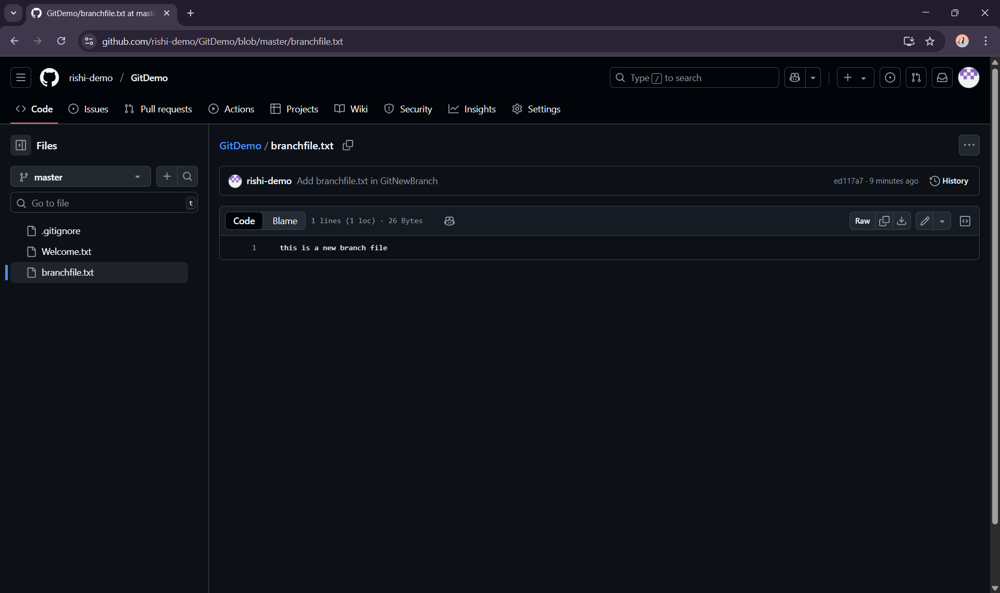 GitDemo/branchfile.txt at maste
github.com/rishi-demo/GitDemo/blob/master/branchfile.txt
rishi-demo / GitDemo
Type / to search
Code Issues Pull requests Actions Projects Wiki Security Insights Settings
Files
master
Go to file t
.gitignore
Welcome.txt
branchfile.txt
GitDemo / branchfile.txt
rishi-demo Add branchfile.txt in GitNewBranch
ed117a7 · 9 minutes ago History
Code Blame 1 lines (1 loc) · 26 Bytes
Raw
1 this is a new branch file